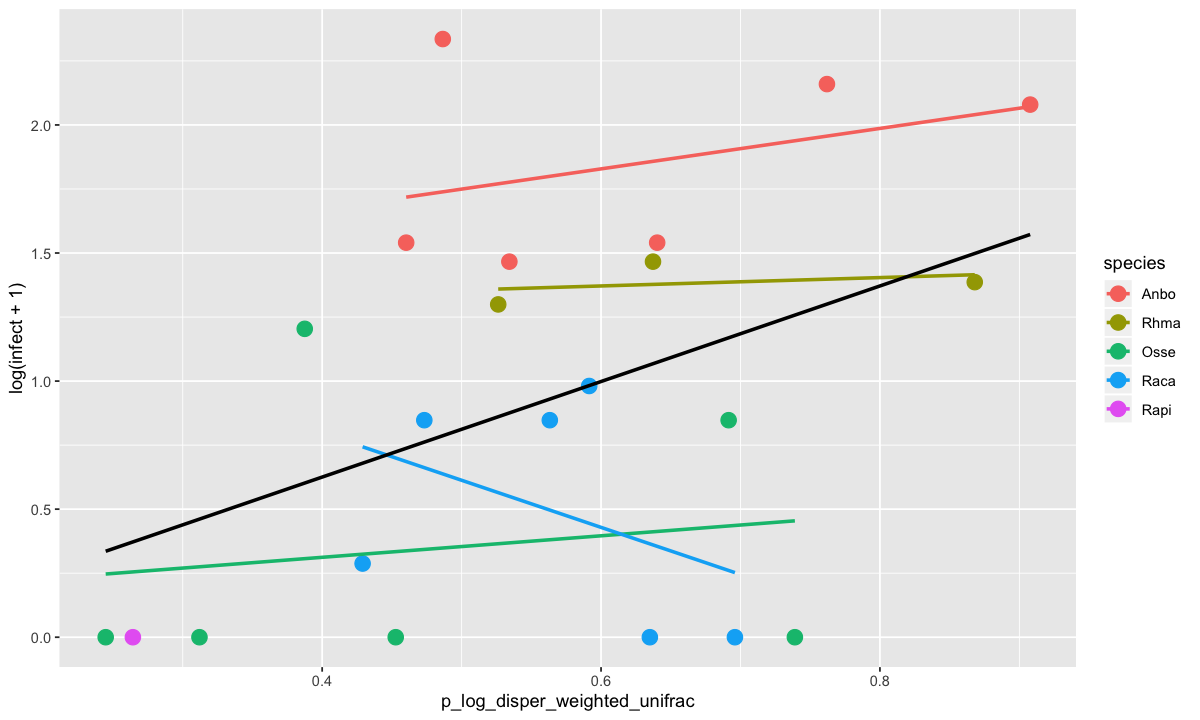 log(infect + 1)
2.0
1.5
1.0
0.5
0.0
0.4
0.6
0.8
p_log_disper_weighted_unifrac
species
Anbo
Rhma
Osse
Raca
Rapi